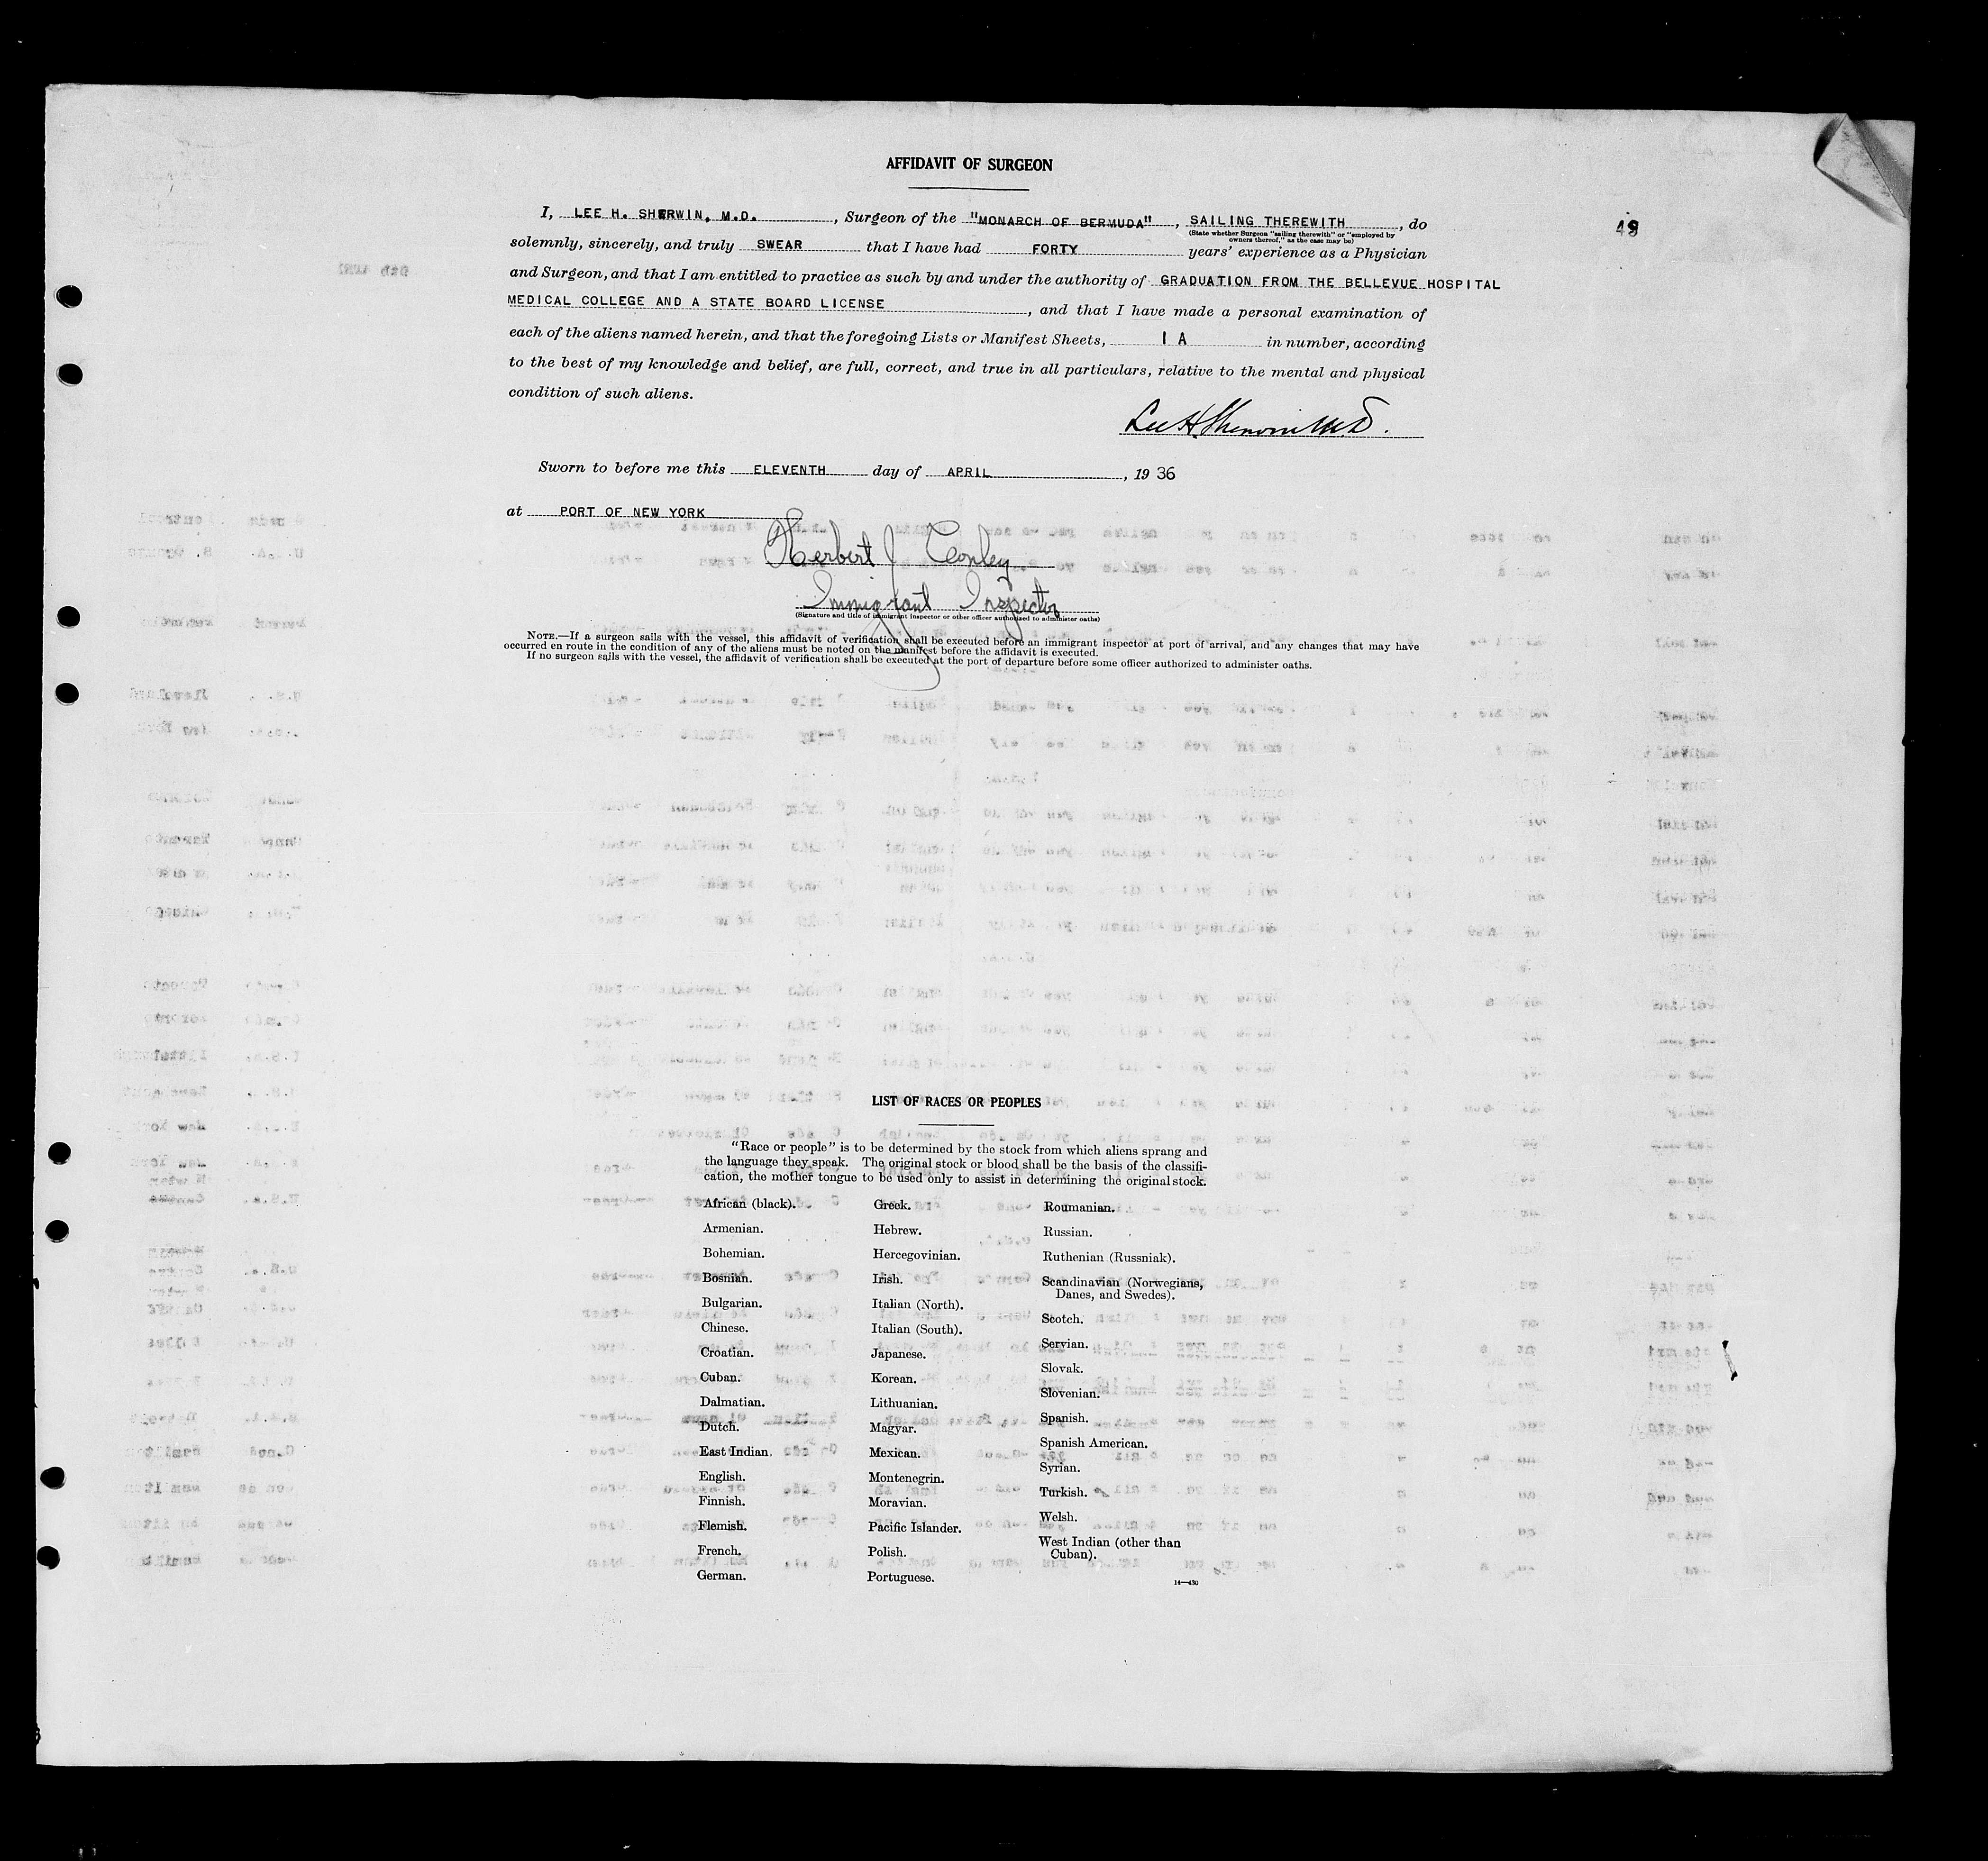 AFFIDAVIT OF SURGEON
49
I, LEE H. SHERWIN, M.D. , Surgeon of the "MONARCH OF BERMUDA" , SAILING THEREWITH , do
(State whether Surgeon "sailing therewith" or "employed by
owners thereof," as the case may be)
solemnly, sincerely, and truly SWEAR that I have had FORTY years' experience as a Physician
and Surgeon, and that I am entitled to practice as such by and under the authority of GRADUATION FROM THE BELLEVUE HOSPITAL
MEDICAL COLLEGE AND A STATE BOARD LICENSE , and that I have made a personal examination of
each of the aliens named herein, and that the foregoing Lists or Manifest Sheets, 1 A in number, according
to the best of my knowledge and belief, are full, correct, and true in all particulars, relative to the mental and physical
condition of such aliens.
Lee H. Sherwin M.D.
Sworn to before me this ELEVENTH day of APRIL , 1936
at PORT OF NEW YORK
Herbert J Conley
Immigrant Inspector
(Signature and title of immigrant inspector or other officer authorized to administer oaths)
NOTE.—If a surgeon sails with the vessel, this affidavit of verification shall be executed before an immigrant inspector at port of arrival, and any changes that may have
occurred en route in the condition of any of the aliens must be noted on the manifest before the affidavit is executed.
If no surgeon sails with the vessel, the affidavit of verification shall be executed at the port of departure before some officer authorized to administer oaths.
LIST OF RACES OR PEOPLES
"Race or people" is to be determined by the stock from which aliens sprang and
the language they speak. The original stock or blood shall be the basis of the classifi-
cation, the mother tongue to be used only to assist in determining the original stock.
African (black).
Armenian.
Bohemian.
Bosnian.
Bulgarian.
Chinese.
Croatian.
Cuban.
Dalmatian.
Dutch.
East Indian.
English.
Finnish.
Flemish.
French.
German.
Greek.
Hebrew.
Hercegovinian.
Irish.
Italian (North).
Italian (South).
Japanese.
Korean.
Lithuanian.
Magyar.
Mexican.
Montenegrin.
Moravian.
Pacific Islander.
Polish.
Portuguese.
Roumanian.
Russian.
Ruthenian (Russniak).
Scandinavian (Norwegians,
Danes, and Swedes).
Scotch.
Servian.
Slovak.
Slovenian.
Spanish.
Spanish American.
Syrian.
Turkish.
Welsh.
West Indian (other than
Cuban).
14—430